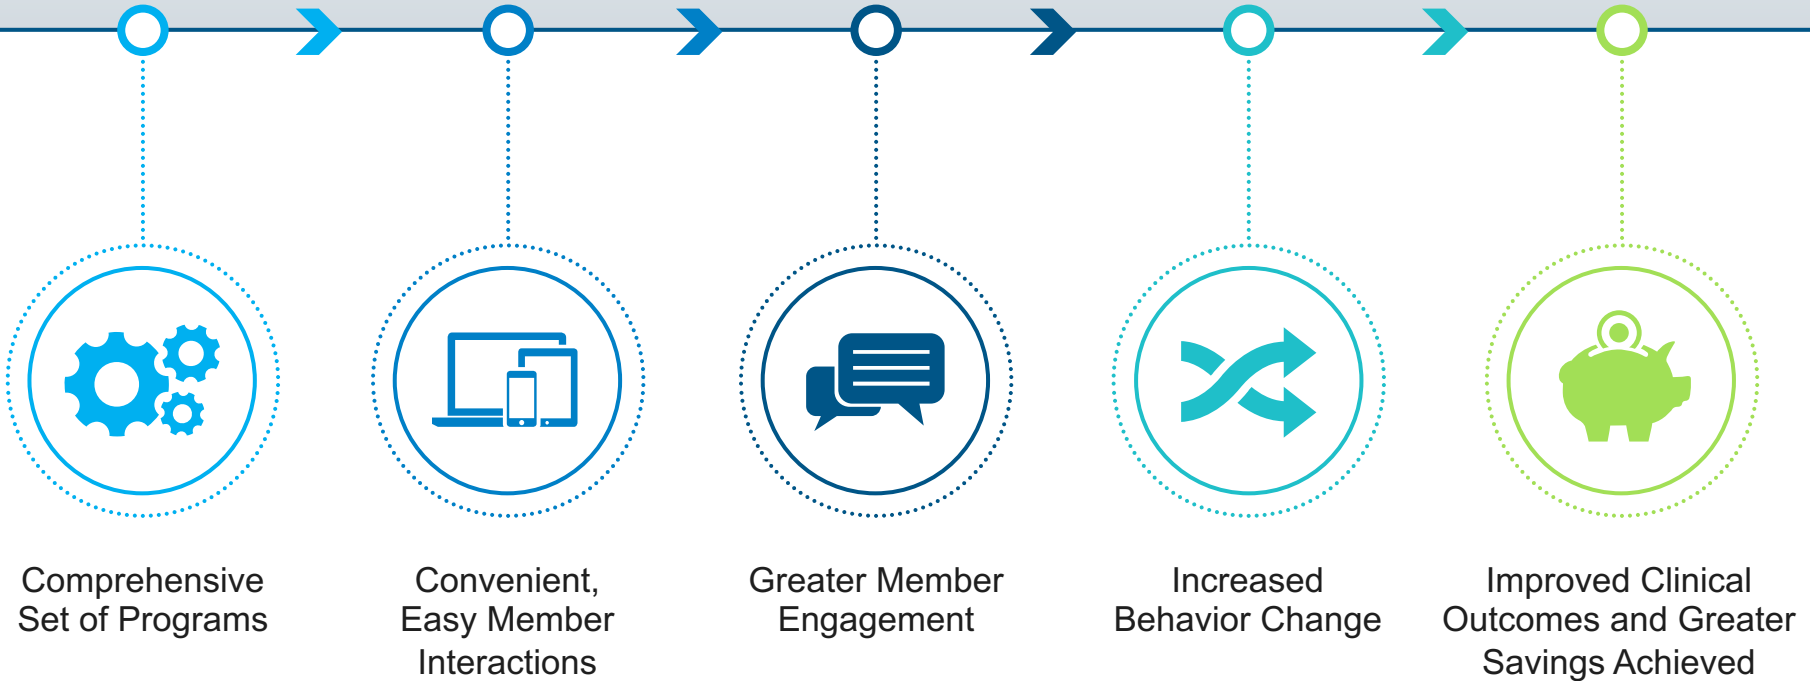 Comprehensive
Set of Programs
Convenient,
Easy Member
Interactions
Greater Member
Engagement
Increased
Behavior Change
Improved Clinical
Outcomes and Greater
Savings Achieved